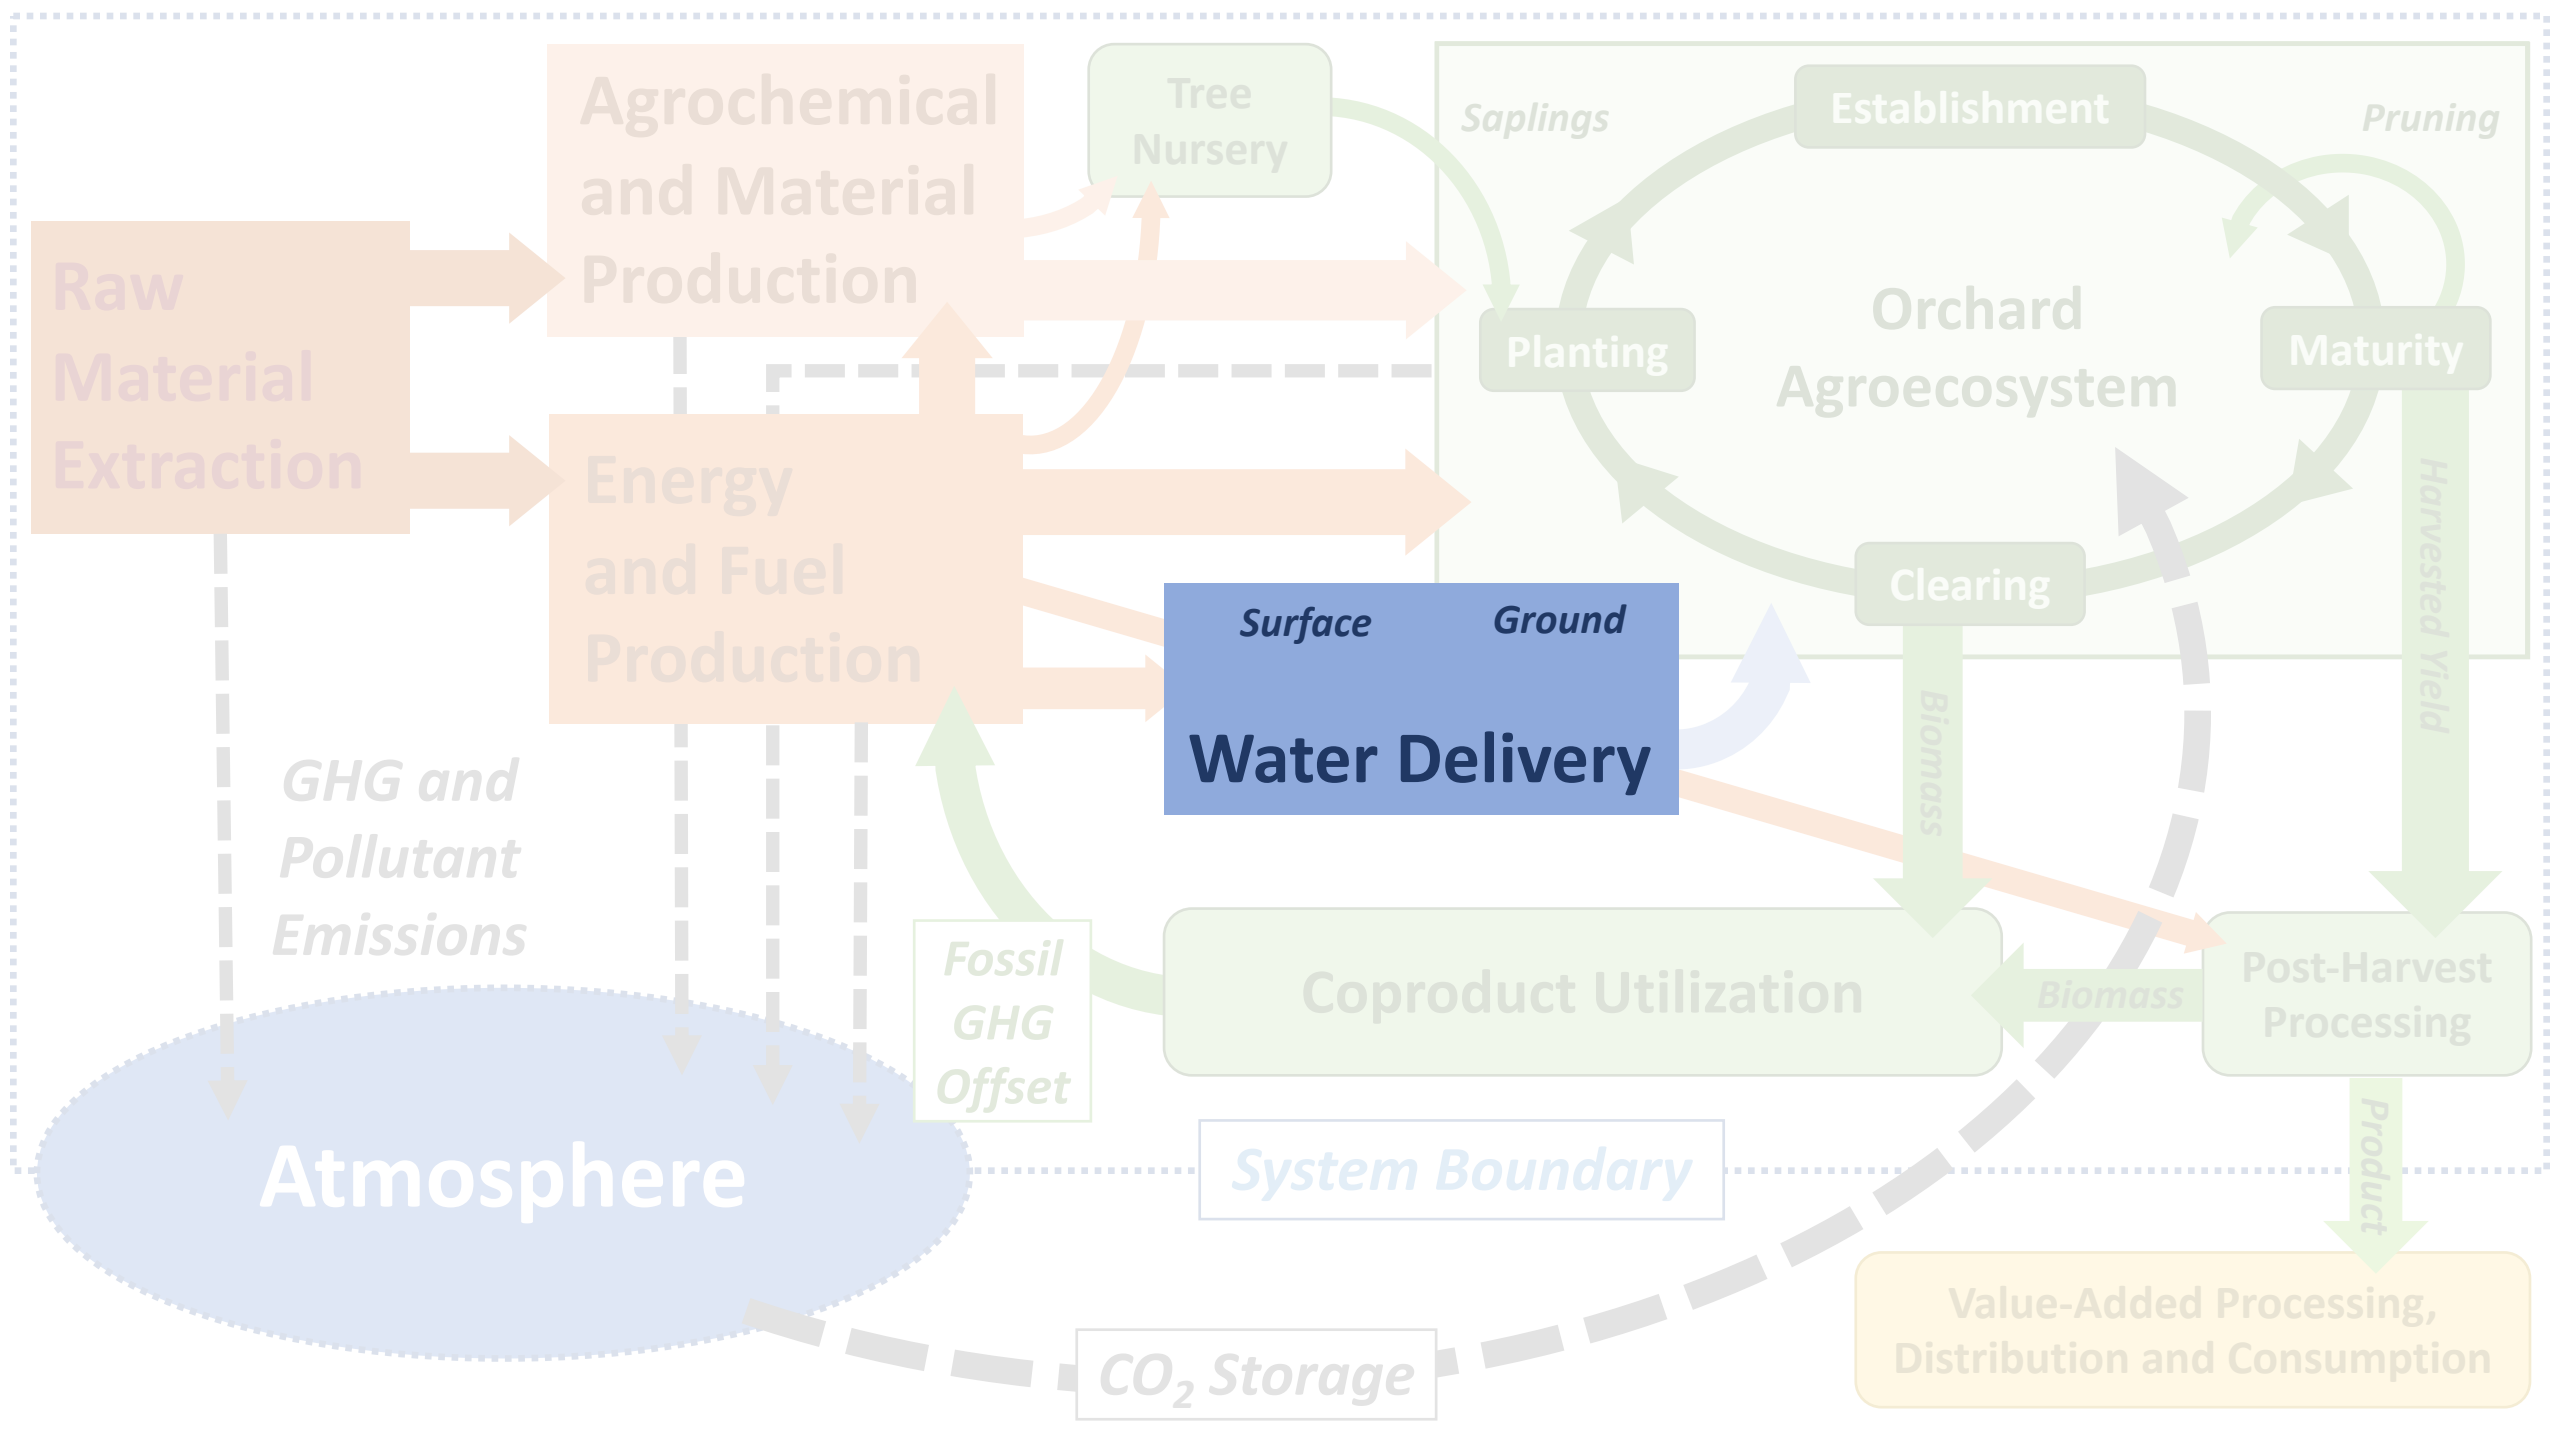 Agrochemical
and Material
Production
Tree
Nursery
Saplings
Establishment
Pruning
Raw
Material
Extraction
Orchard
Agroecosystem
Planting
Maturity
Energy
and Fuel
Production
Clearing
Surface
Ground
Water Delivery
Biomass
Harvested Yield
GHG and
Pollutant
Emissions
Fossil
GHG
Offset
Coproduct Utilization
Biomass
Post-Harvest
Processing
Atmosphere
System Boundary
Product
CO₂ Storage
Value-Added Processing,
Distribution and Consumption